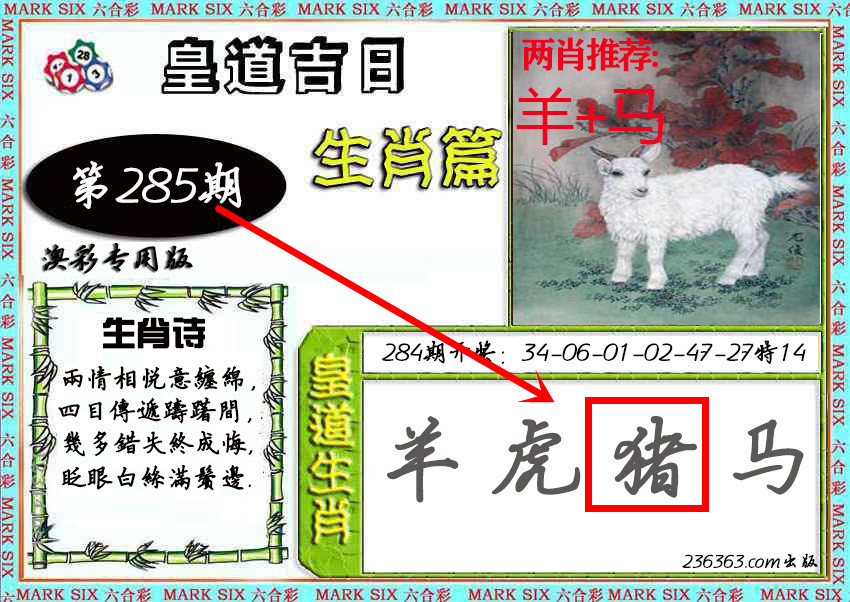 MARK SIX 六合彩 MARK SIX 六合彩 MARK SIX 六合彩 MARK SIX 六合彩 MARK SIX 六合彩 MARK SIX 六合彩
28
1
3
皇道吉日
两肖推荐:
羊+马
生肖篇
第285期
澳彩专用版
生肖诗
兩情相悦意纏綿,
四目傳遞躊躇間,
幾多錯失終成悔,
眨眼白絲滿鬢邊.
284期开奖：34-06-01-02-47-27特14
皇道生肖
羊 虎 猪 马
236363.com出版
MARK SIX 六合彩 MARK SIX 六合彩 MARK SIX 六合彩 MARK SIX 六合彩 MARK SIX 六合彩 MARK SIX 六合彩